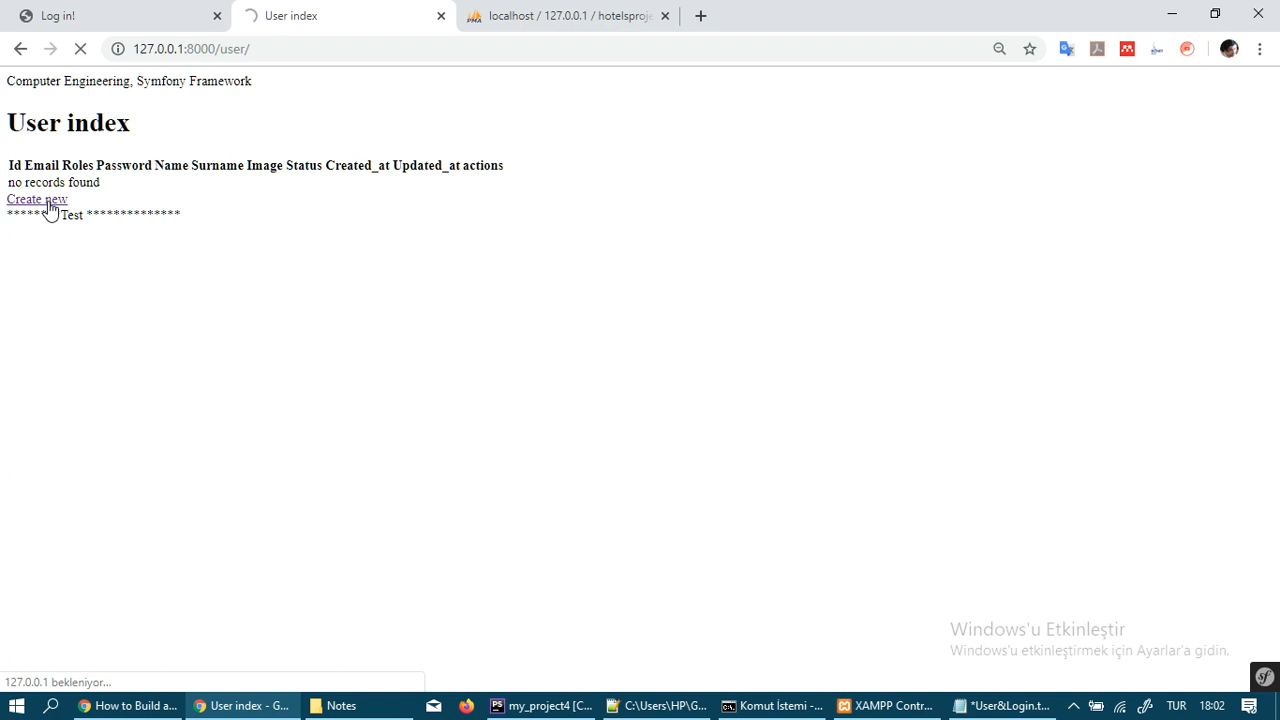 Log in!
User index
localhost / 127.0.0.1 / hotelsproje
127.0.0.1:8000/user/
Computer Engineering, Symfony Framework
User index
Id Email Roles Password Name Surname Image Status Created_at Updated_at actions
no records found
Create new
Test **************
Windows'u Etkinleştir
Windows'u etkinleştirmek için Ayarlar'a gidin.
127.0.0.1 bekleniyor...
How to Build a...
User index - G...
Notes
my_project4 [C...
C:\Users\HP\G...
Komut İstemi -...
XAMPP Contr...
*User&Login.t...
TUR
18:02